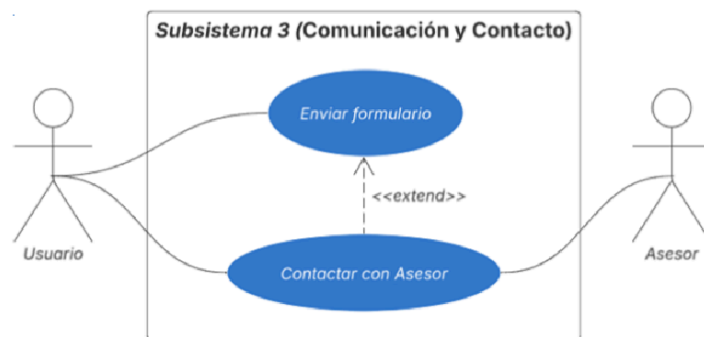 Subsistema 3 (Comunicación y Contacto)
Enviar formulario
<<extend>>
Usuario
Contactar con Asesor
Asesor